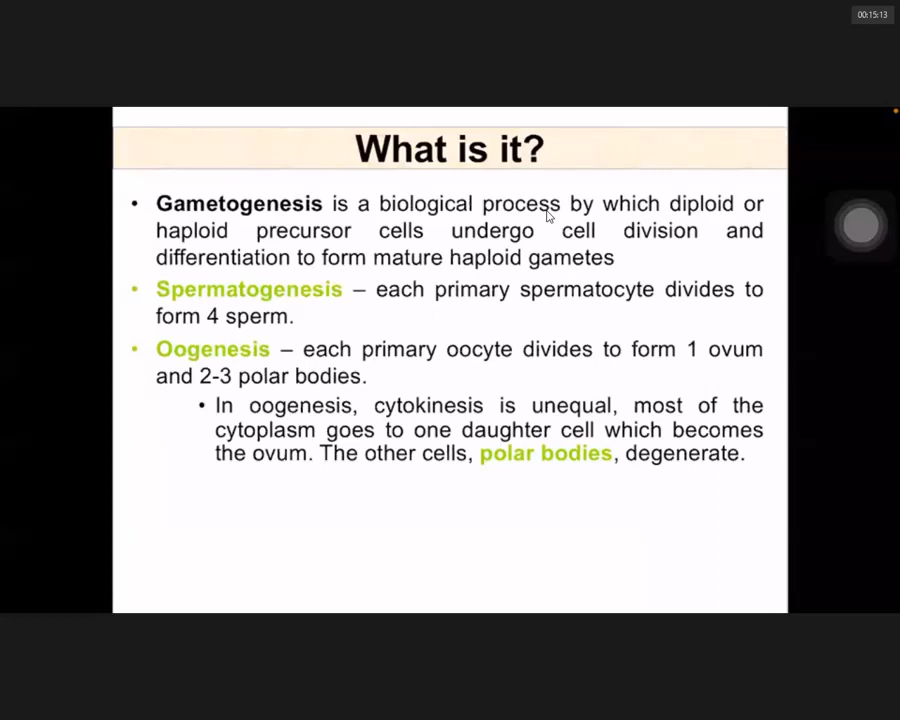 00:15:13
What is it?
• Gametogenesis is a biological process by which diploid or
haploid precursor cells undergo cell division and
differentiation to form mature haploid gametes
• Spermatogenesis – each primary spermatocyte divides to
form 4 sperm.
• Oogenesis – each primary oocyte divides to form 1 ovum
and 2-3 polar bodies.
• In oogenesis, cytokinesis is unequal, most of the
cytoplasm goes to one daughter cell which becomes
the ovum. The other cells, polar bodies, degenerate.